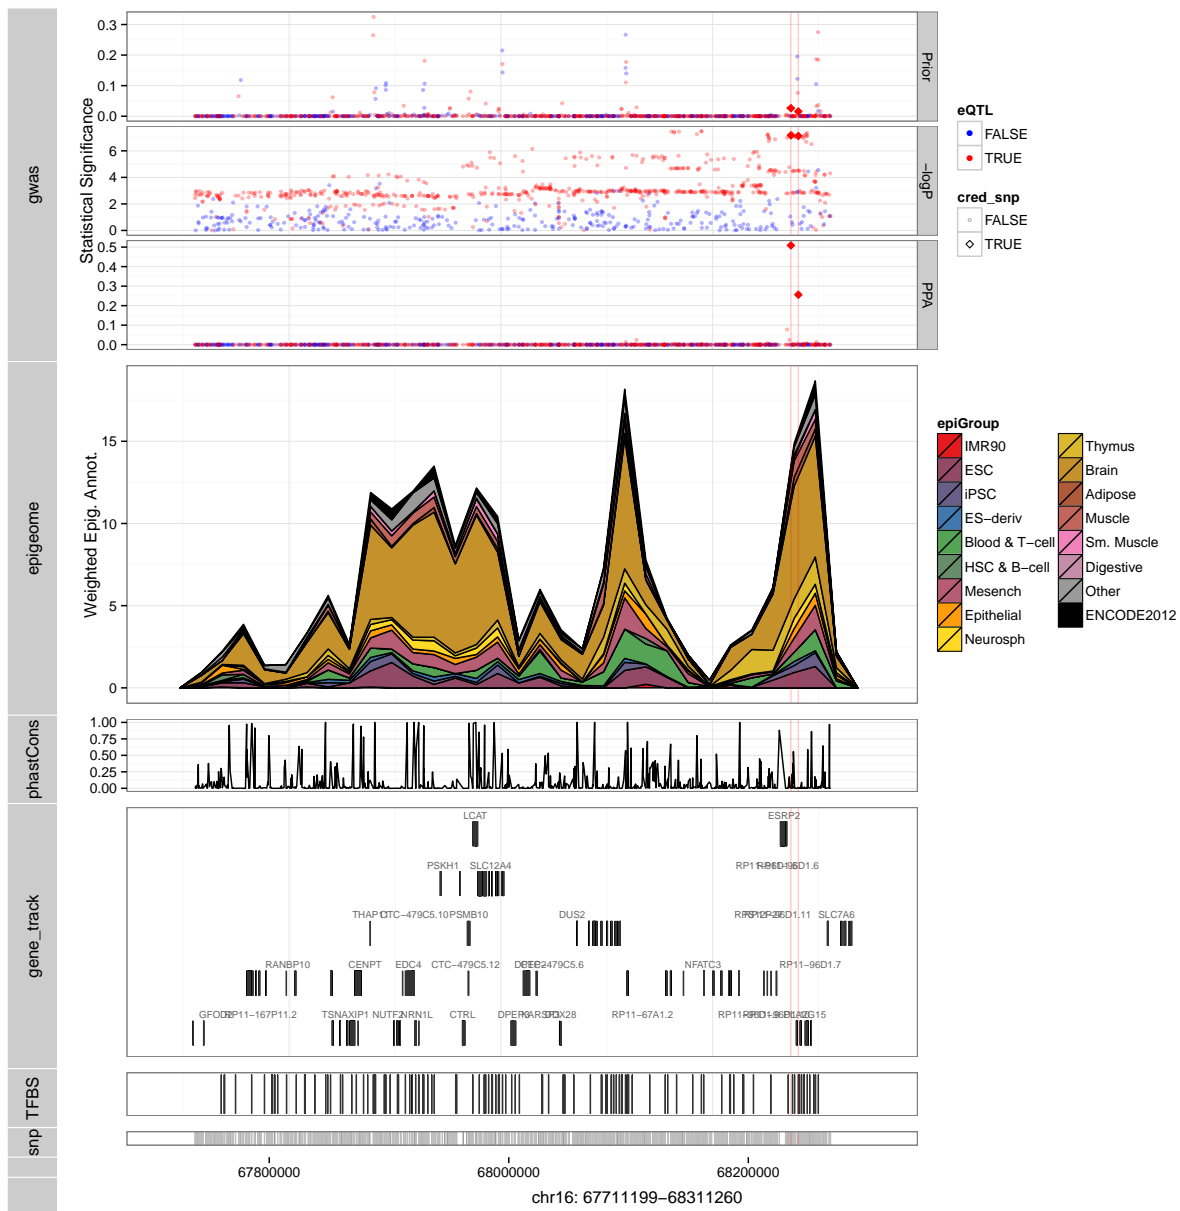 gwas
Statistical Significance
0.3
0.2
0.1
0.0
Prior
6
4
2
0
-logP
0.5
0.4
0.3
0.2
0.1
0.0
PPA
eQTL
FALSE
TRUE
cred_snp
FALSE
TRUE
epigeome
Weighted Epig. Annot.
15
10
5
0
epiGroup
IMR90
ESC
iPSC
ES-deriv
Blood & T-cell
HSC & B-cell
Mesench
Epithelial
Neurosph
Thymus
Brain
Adipose
Muscle
Sm. Muscle
Digestive
Other
ENCODE2012
phastCons
1.00
0.75
0.50
0.25
0.00
gene_track
LCAT ESRP2
PSKH1 SLC12A4
CTC-479C5.10 PSMB10 DUS2 SLC7A6
RANBP10 CENPT EDC4 CTC-479C5.12 NFATC3 RP11-96D1.7
RP11-167P11.2 TSNAXIP1 NUTF2 NRN1L CTRL RP11-67A1.2
TFBS
snp
67800000 68000000 68200000
chr16: 67711199-68311260